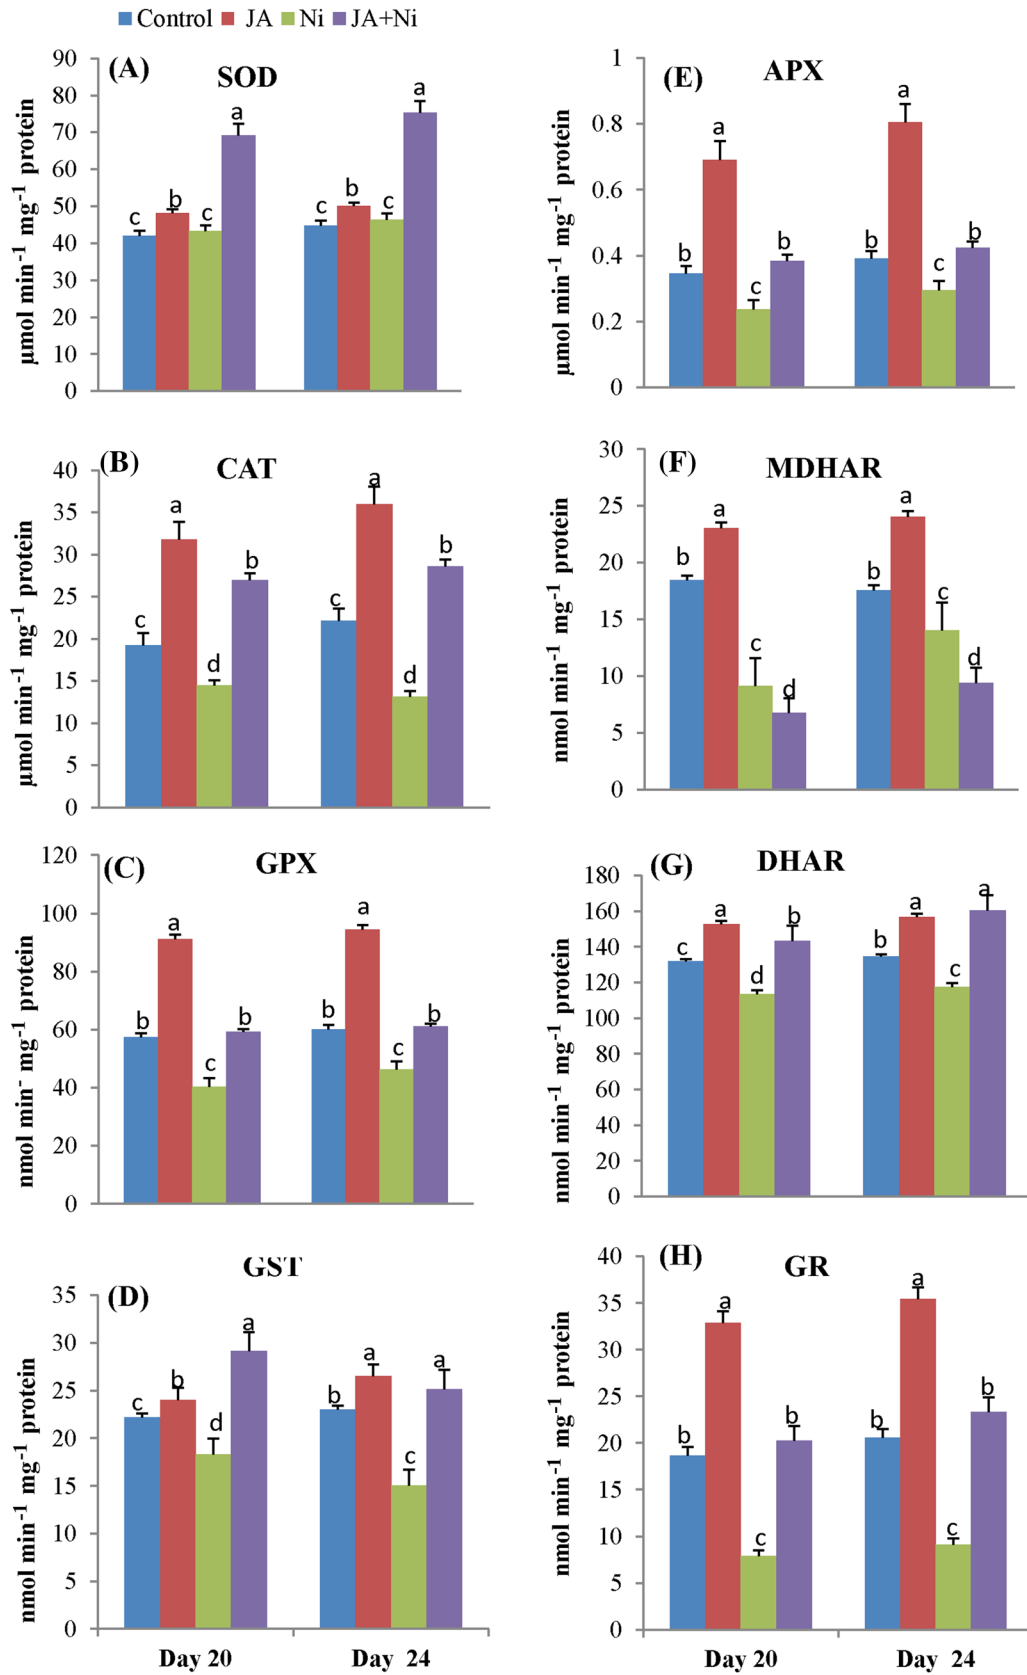 Control JA Ni JA+Ni
(A) SOD
µmol min-1 mg-1 protein
90
80
70
60
50
40
30
20
10
0
c b c a c b c a
(E) APX
µmol min-1 mg-1 protein
1
0.8
0.6
0.4
0.2
0
b a c b b a c b
(B) CAT
µmol min-1 mg-1 protein
40
35
30
25
20
15
10
5
0
c a d b c a d b
(F) MDHAR
nmol min-1 mg-1 protein
30
25
20
15
10
5
0
b a c d b a c d
(C) GPX
nmol min- mg-1 protein
120
100
80
60
40
20
0
b a c b b a c b
(G) DHAR
nmol min-1 mg-1 protein
180
160
140
120
100
80
60
40
20
0
c a d b b a c a
(D) GST
nmol min-1 mg-1 protein
35
30
25
20
15
10
5
0
c b d a b a c a
Day 20 Day 24
(H) GR
nmol min-1 mg-1 protein
40
35
30
25
20
15
10
5
0
b a c b b a c b
Day 20 Day 24